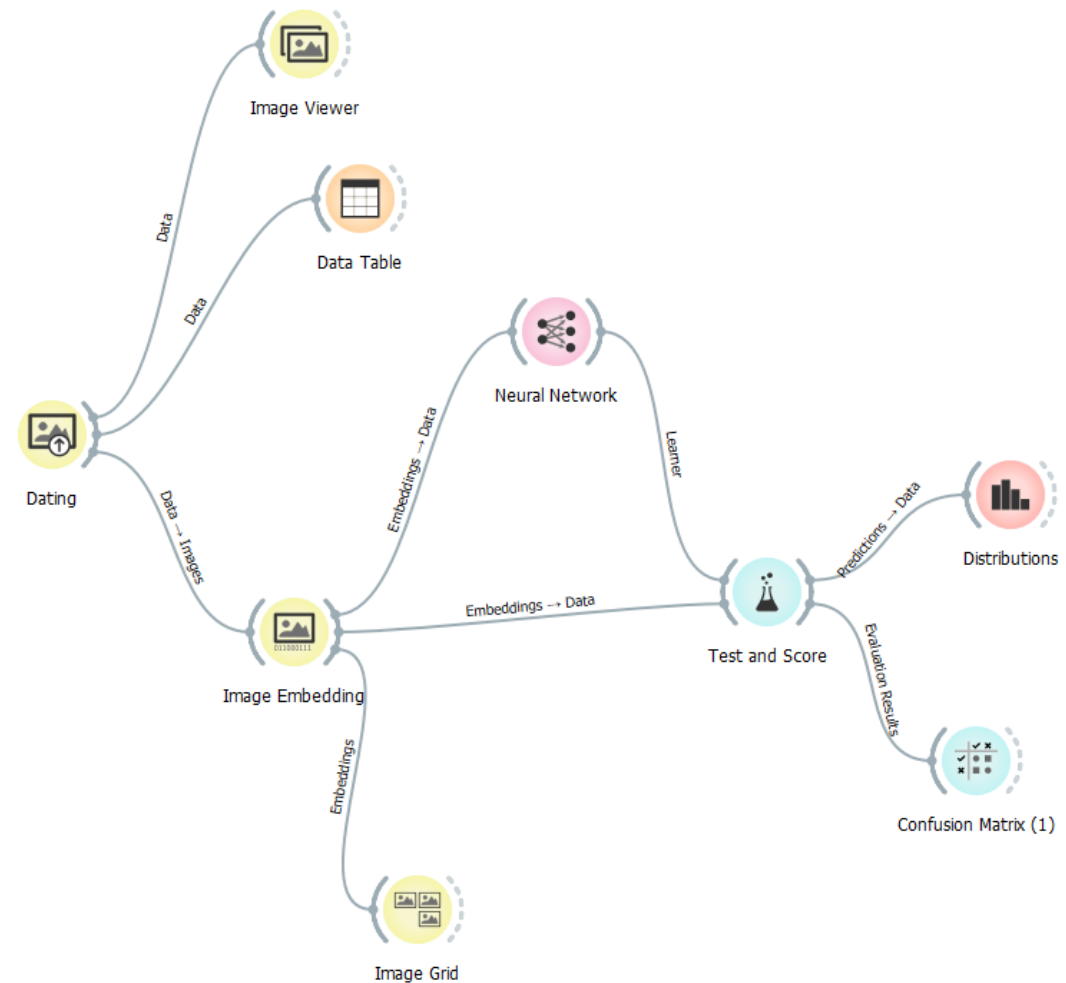 Image Viewer
Data
Data Table
Data
Neural Network
Embeddings → Data
Learner
Dating
Data → Images
Predictions → Data
Distributions
Embeddings → Data
011000111
Image Embedding
Test and Score
Evaluation Results
Embeddings
Confusion Matrix (1)
Image Grid